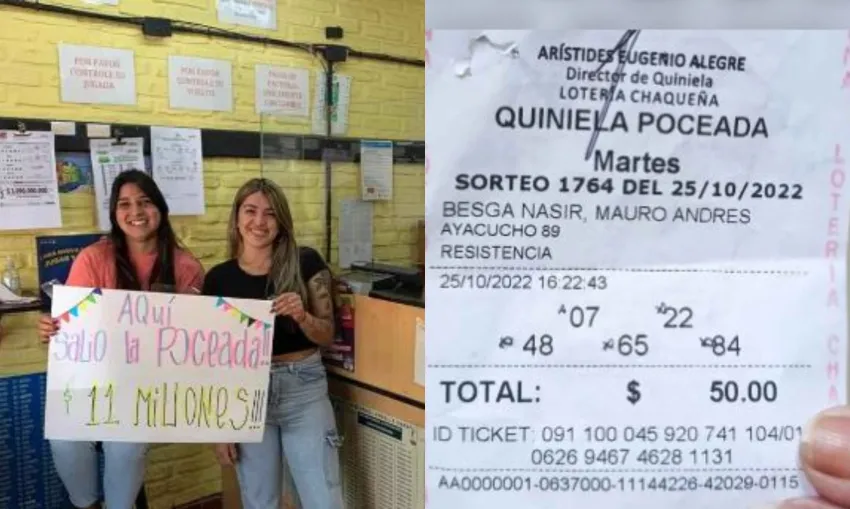 POR FAVOR
CONTROLE SU
JUGADA
POR FAVOR
CONTROLE SU
VUELTO
AQUÍ
SALIO la POCEADA!!
$ 11 MILLONES!!!
ARÍSTIDES EUGENIO ALEGRE
Director de Quiniela
LOTERÍA CHAQUEÑA
QUINIELA POCEADA
Martes
SORTEO 1764 DEL 25/10/2022
BESGA NASIR, MAURO ANDRES
AYACUCHO 89
RESISTENCIA
25/10/2022 16:22:43
07 22
48 65 84
TOTAL: $ 50.00
ID TICKET: 091 100 045 920 741 104/01
0626 9467 4628 1131
AA0000001-0637000-11144226-42029-0115
LOTERIA CHA